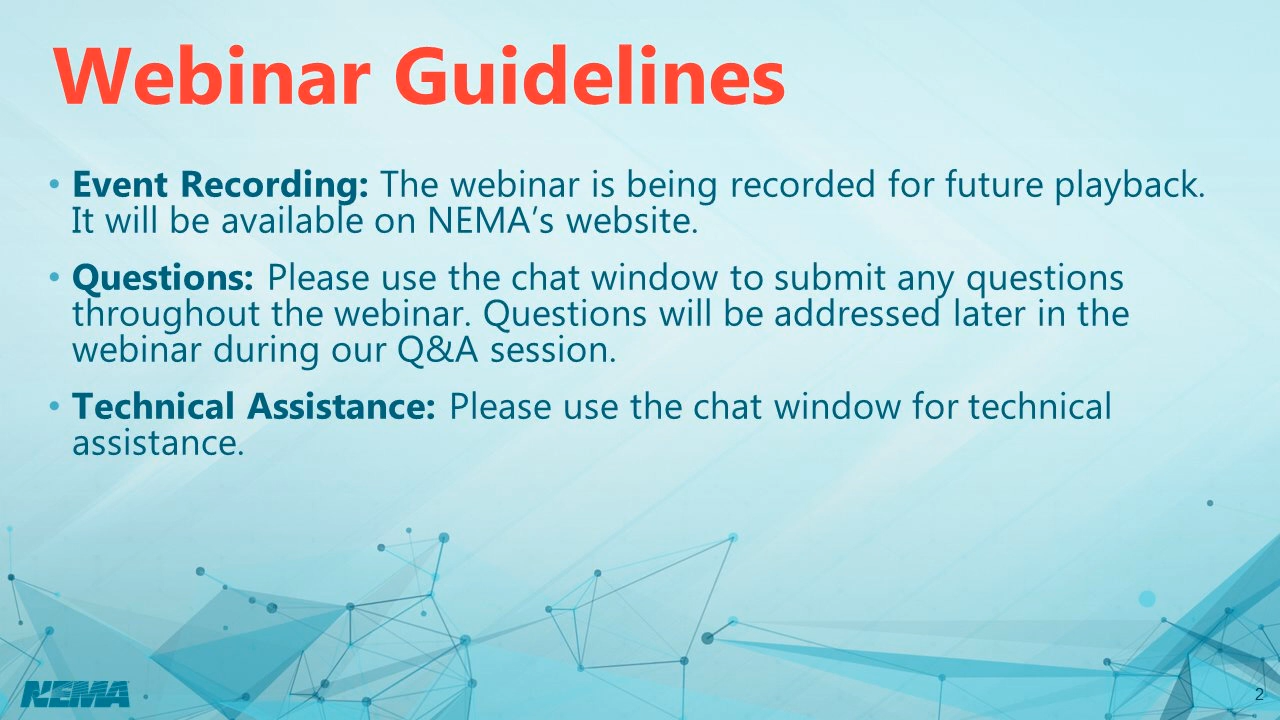 Webinar Guidelines
• Event Recording: The webinar is being recorded for future playback.
It will be available on NEMA’s website.
• Questions: Please use the chat window to submit any questions
throughout the webinar. Questions will be addressed later in the
webinar during our Q&A session.
• Technical Assistance: Please use the chat window for technical
assistance.
NEMA
2